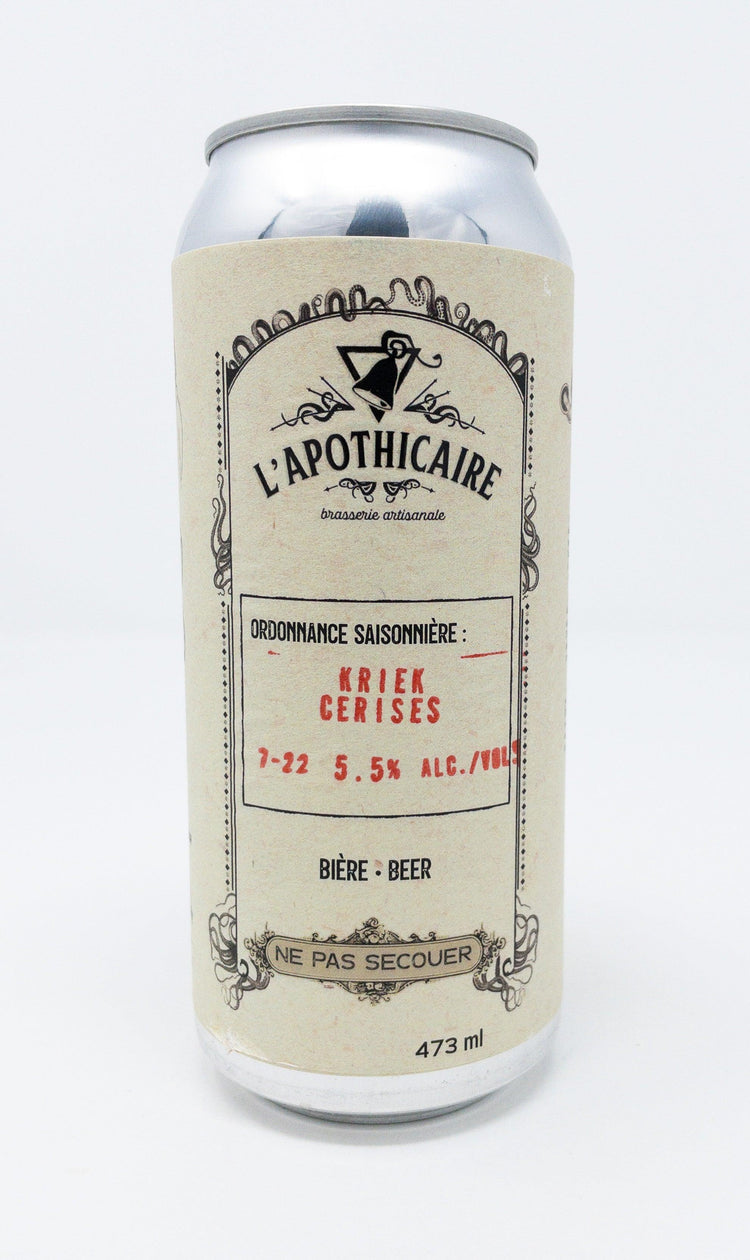 L'APOTHICAIRE
brasserie artisanale
ORDONNANCE SAISONNIÈRE :
KRIEK
CERISES
7-22 5.5% ALC./VOLS
BIÈRE • BEER
NE PAS SECOUER
473 ml